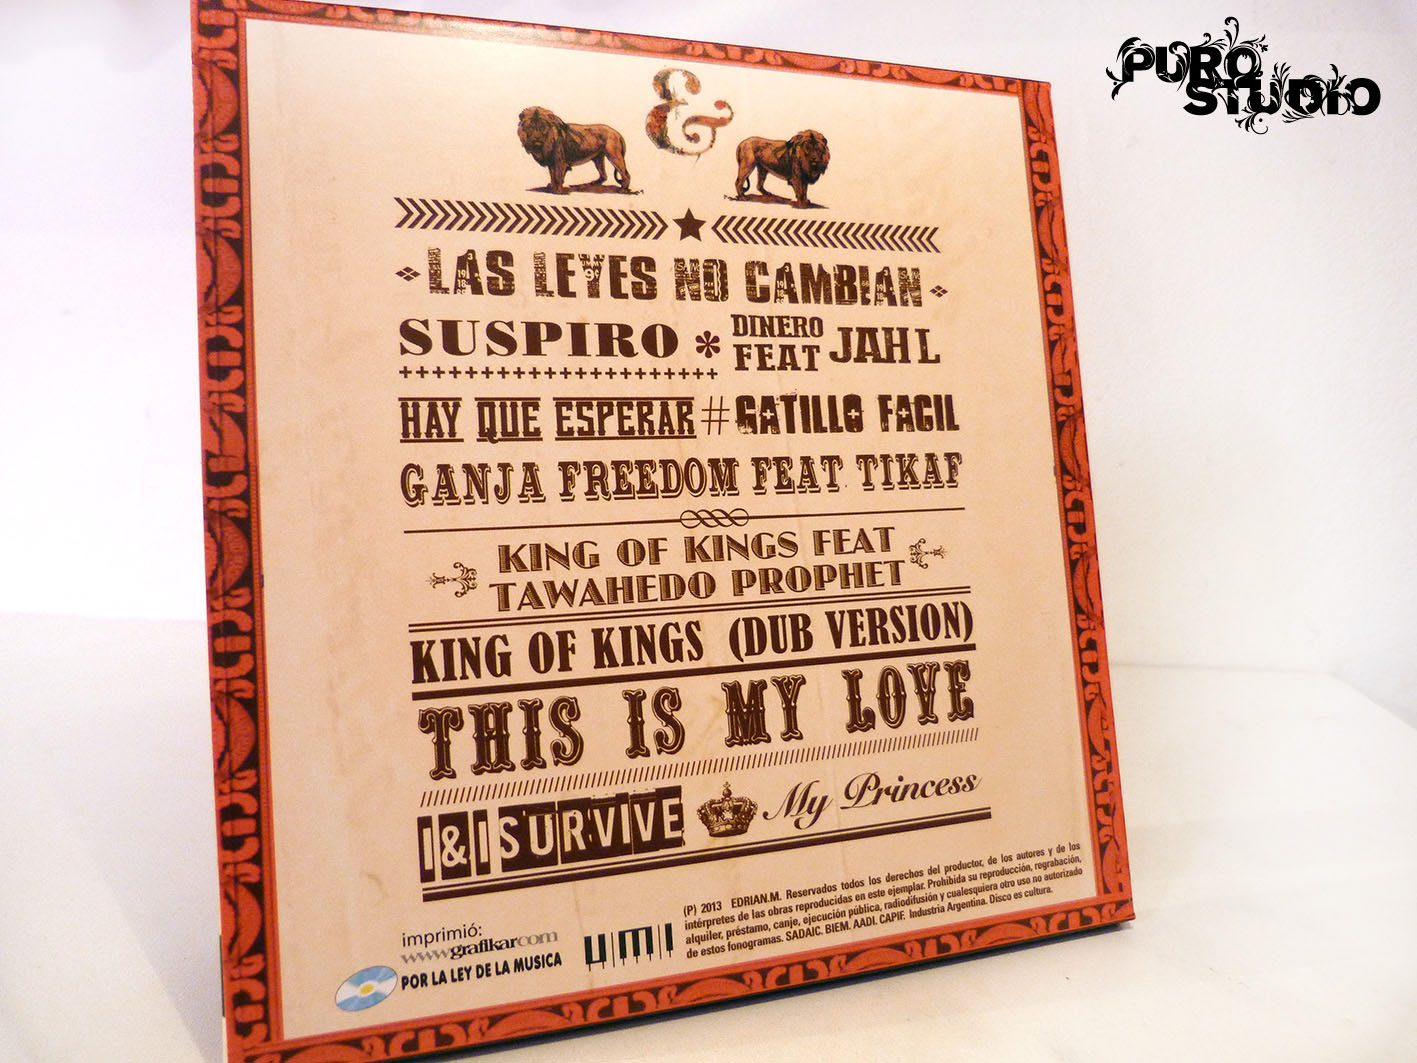 PURO
STUDIO
&
LAS LEYES NO CAMBIAN
SUSPIRO * DINERO FEAT JAH L
HAY QUE ESPERAR # GATILLO FACIL
GANJA FREEDOM FEAT TIKAF
KING OF KINGS FEAT
TAWAHEDO PROPHET
KING OF KINGS (DUB VERSION)
THIS IS MY LOVE
I & I SURVIVE My Princess
imprimió:
www.grafikar.com
POR LA LEY DE LA MUSICA
UMI
(P) 2013 EDRIAN.M. Reservados todos los derechos del productor, de los autores y de los
intérpretes de las obras reproducidas en este ejemplar. Prohibida su reproducción, regrabación,
alquiler, préstamo, canje, ejecución pública, radiodifusión y cualesquiera otro uso no autorizado
de estos fonogramas. SADAIC. BIEM. AADI. CAPIF. Industria Argentina. Disco es cultura.